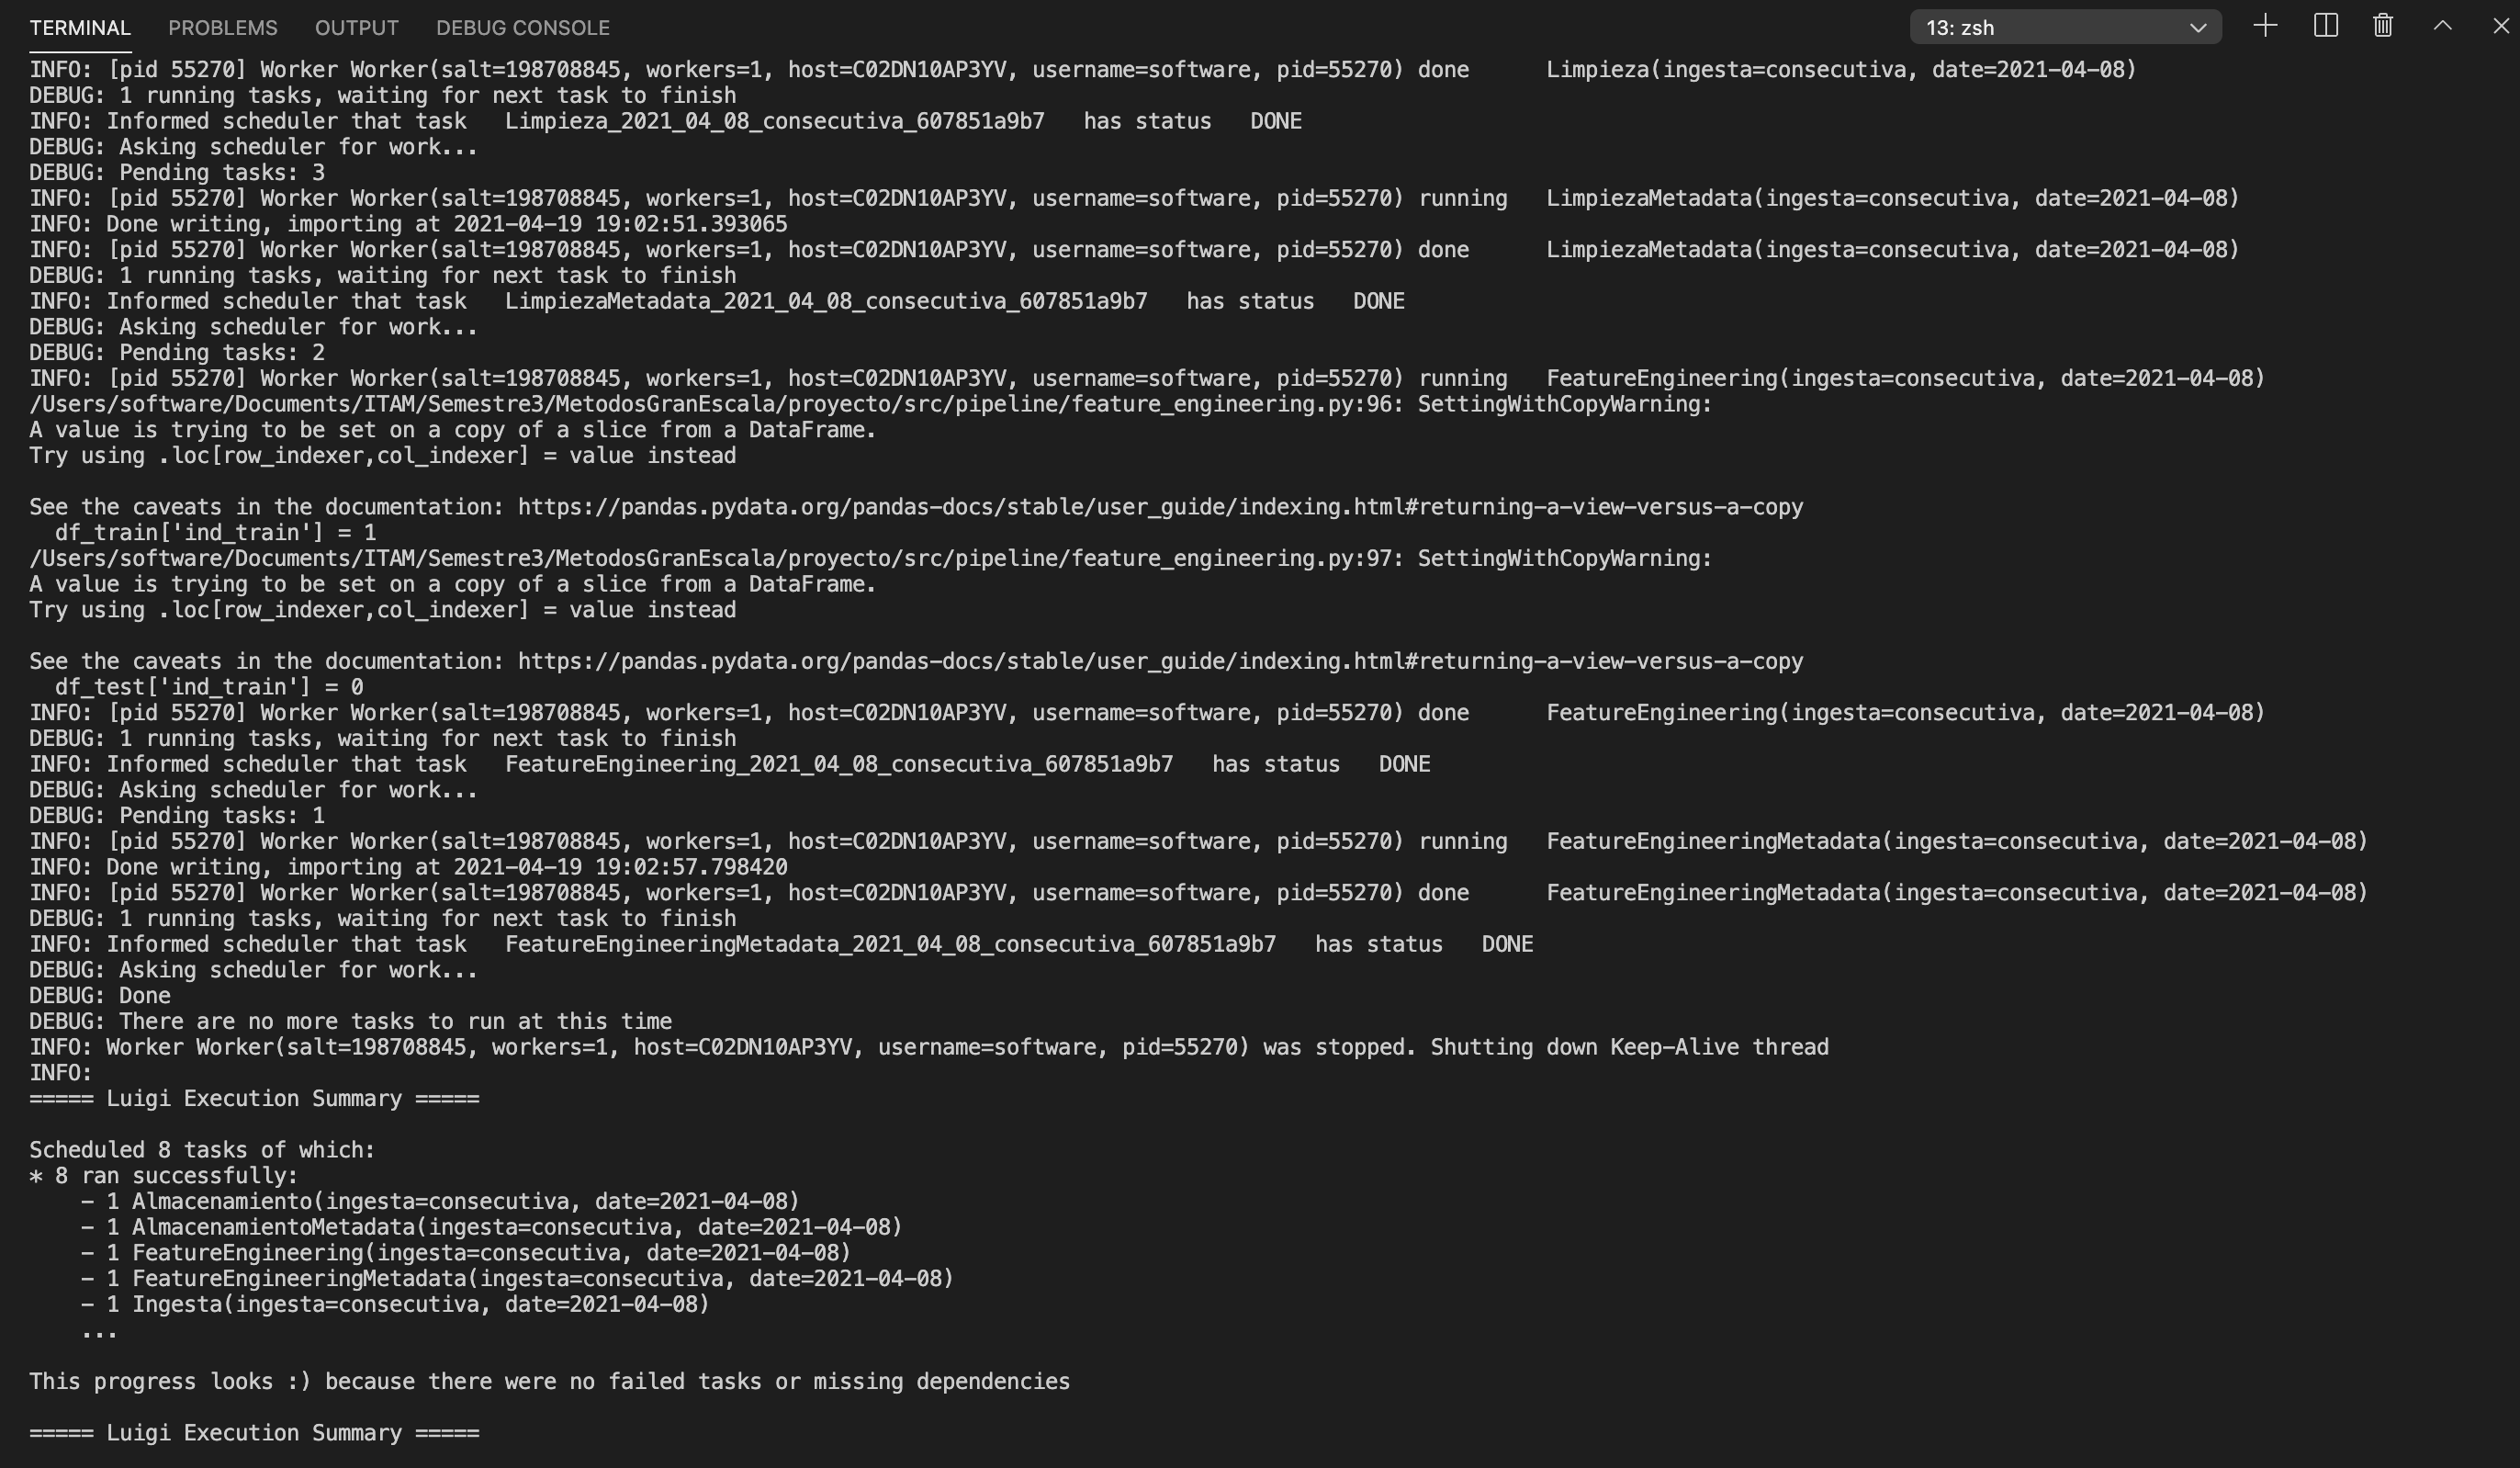 TERMINAL PROBLEMS OUTPUT DEBUG CONSOLE 13: zsh
INFO: [pid 55270] Worker Worker(salt=198708845, workers=1, host=C02DN10AP3YV, username=software, pid=55270) done      Limpieza(ingesta=consecutiva, date=2021-04-08)
DEBUG: 1 running tasks, waiting for next task to finish
INFO: Informed scheduler that task   Limpieza_2021_04_08_consecutiva_607851a9b7   has status   DONE
DEBUG: Asking scheduler for work...
DEBUG: Pending tasks: 3
INFO: [pid 55270] Worker Worker(salt=198708845, workers=1, host=C02DN10AP3YV, username=software, pid=55270) running   LimpiezaMetadata(ingesta=consecutiva, date=2021-04-08)
INFO: Done writing, importing at 2021-04-19 19:02:51.393065
INFO: [pid 55270] Worker Worker(salt=198708845, workers=1, host=C02DN10AP3YV, username=software, pid=55270) done      LimpiezaMetadata(ingesta=consecutiva, date=2021-04-08)
DEBUG: 1 running tasks, waiting for next task to finish
INFO: Informed scheduler that task   LimpiezaMetadata_2021_04_08_consecutiva_607851a9b7   has status   DONE
DEBUG: Asking scheduler for work...
DEBUG: Pending tasks: 2
INFO: [pid 55270] Worker Worker(salt=198708845, workers=1, host=C02DN10AP3YV, username=software, pid=55270) running   FeatureEngineering(ingesta=consecutiva, date=2021-04-08)
/Users/software/Documents/ITAM/Semestre3/MetodosGranEscala/proyecto/src/pipeline/feature_engineering.py:96: SettingWithCopyWarning:
A value is trying to be set on a copy of a slice from a DataFrame.
Try using .loc[row_indexer,col_indexer] = value instead
See the caveats in the documentation: https://pandas.pydata.org/pandas-docs/stable/user_guide/indexing.html#returning-a-view-versus-a-copy
  df_train['ind_train'] = 1
/Users/software/Documents/ITAM/Semestre3/MetodosGranEscala/proyecto/src/pipeline/feature_engineering.py:97: SettingWithCopyWarning:
A value is trying to be set on a copy of a slice from a DataFrame.
Try using .loc[row_indexer,col_indexer] = value instead
See the caveats in the documentation: https://pandas.pydata.org/pandas-docs/stable/user_guide/indexing.html#returning-a-view-versus-a-copy
  df_test['ind_train'] = 0
INFO: [pid 55270] Worker Worker(salt=198708845, workers=1, host=C02DN10AP3YV, username=software, pid=55270) done      FeatureEngineering(ingesta=consecutiva, date=2021-04-08)
DEBUG: 1 running tasks, waiting for next task to finish
INFO: Informed scheduler that task   FeatureEngineering_2021_04_08_consecutiva_607851a9b7   has status   DONE
DEBUG: Asking scheduler for work...
DEBUG: Pending tasks: 1
INFO: [pid 55270] Worker Worker(salt=198708845, workers=1, host=C02DN10AP3YV, username=software, pid=55270) running   FeatureEngineeringMetadata(ingesta=consecutiva, date=2021-04-08)
INFO: Done writing, importing at 2021-04-19 19:02:57.798420
INFO: [pid 55270] Worker Worker(salt=198708845, workers=1, host=C02DN10AP3YV, username=software, pid=55270) done      FeatureEngineeringMetadata(ingesta=consecutiva, date=2021-04-08)
DEBUG: 1 running tasks, waiting for next task to finish
INFO: Informed scheduler that task   FeatureEngineeringMetadata_2021_04_08_consecutiva_607851a9b7   has status   DONE
DEBUG: Asking scheduler for work...
DEBUG: Done
DEBUG: There are no more tasks to run at this time
INFO: Worker Worker(salt=198708845, workers=1, host=C02DN10AP3YV, username=software, pid=55270) was stopped. Shutting down Keep-Alive thread
INFO:
===== Luigi Execution Summary =====
Scheduled 8 tasks of which:
* 8 ran successfully:
    - 1 Almacenamiento(ingesta=consecutiva, date=2021-04-08)
    - 1 AlmacenamientoMetadata(ingesta=consecutiva, date=2021-04-08)
    - 1 FeatureEngineering(ingesta=consecutiva, date=2021-04-08)
    - 1 FeatureEngineeringMetadata(ingesta=consecutiva, date=2021-04-08)
    - 1 Ingesta(ingesta=consecutiva, date=2021-04-08)
    ...
This progress looks :) because there were no failed tasks or missing dependencies
===== Luigi Execution Summary =====